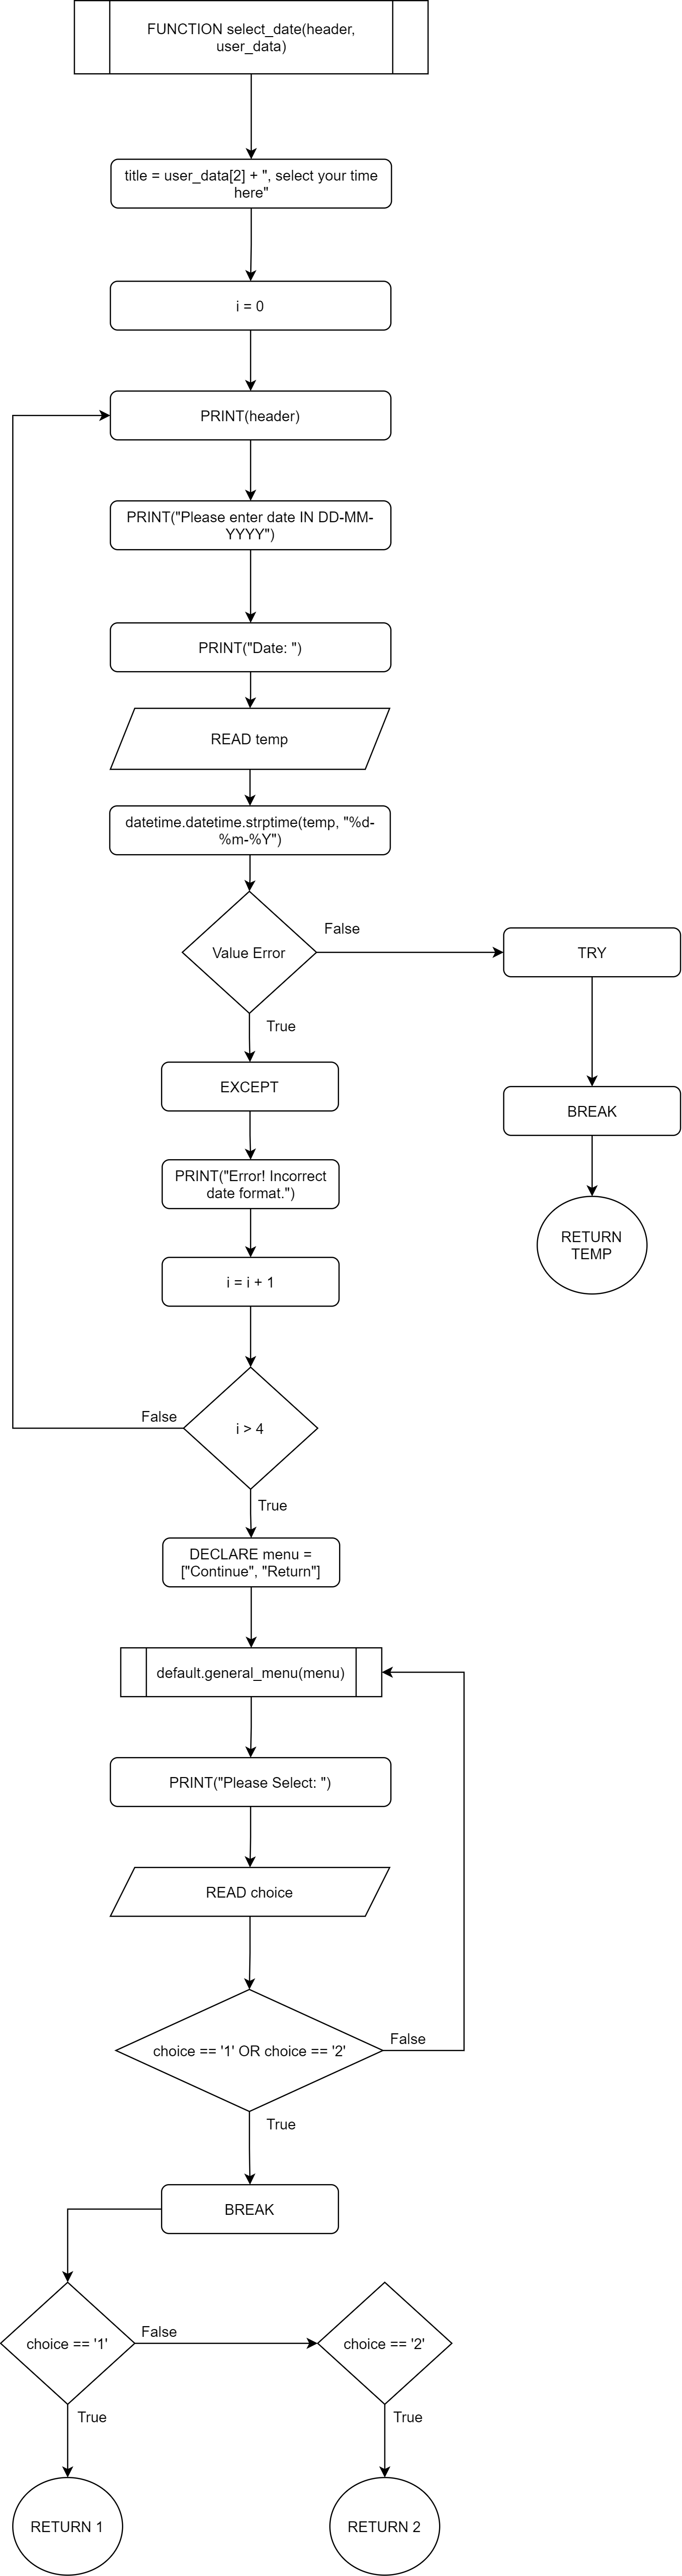 FUNCTION select_date(header,
user_data)
title = user_data[2] + ", select your time
here"
i = 0
PRINT(header)
PRINT("Please enter date IN DD-MM-
YYYY")
PRINT("Date: ")
READ temp
datetime.datetime.strptime(temp, "%d-
%m-%Y")
Value Error
False
TRY
True
EXCEPT
BREAK
PRINT("Error! Incorrect
date format.")
RETURN
TEMP
i = i + 1
False
i > 4
True
DECLARE menu =
["Continue", "Return"]
default.general_menu(menu)
PRINT("Please Select: ")
READ choice
choice == '1' OR choice == '2'
False
True
BREAK
choice == '1'
False
choice == '2'
True
True
RETURN 1
RETURN 2